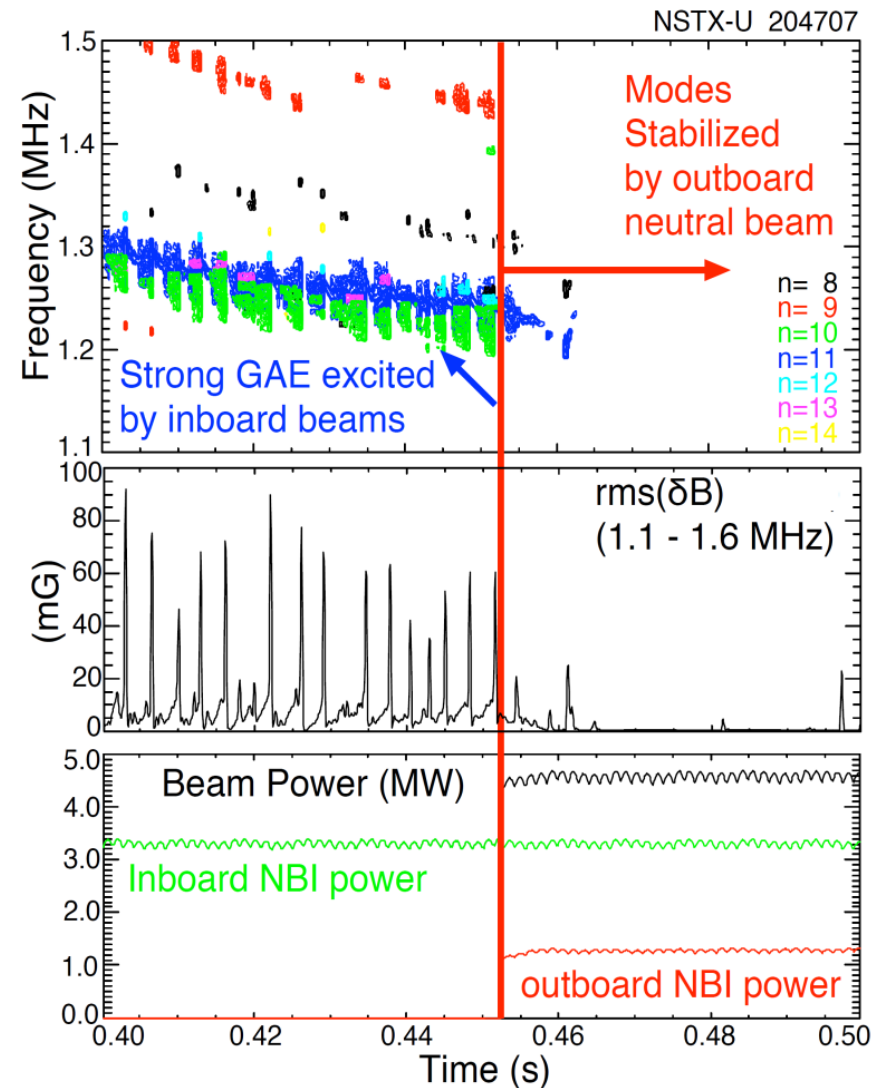 NSTX-U 204707
1.5
1.4
1.3
1.2
1.1
Frequency (MHz)
Modes
Stabilized
by outboard
neutral beam
n= 8
n= 9
n=10
n=11
n=12
n=13
n=14
Strong GAE excited
by inboard beams
100
80
60
40
20
0
(mG)
rms(δB)
(1.1 - 1.6 MHz)
5.0
4.0
3.0
2.0
1.0
0.0
Beam Power (MW)
Inboard NBI power
outboard NBI power
0.40
0.42
0.44
0.46
0.48
0.50
Time (s)